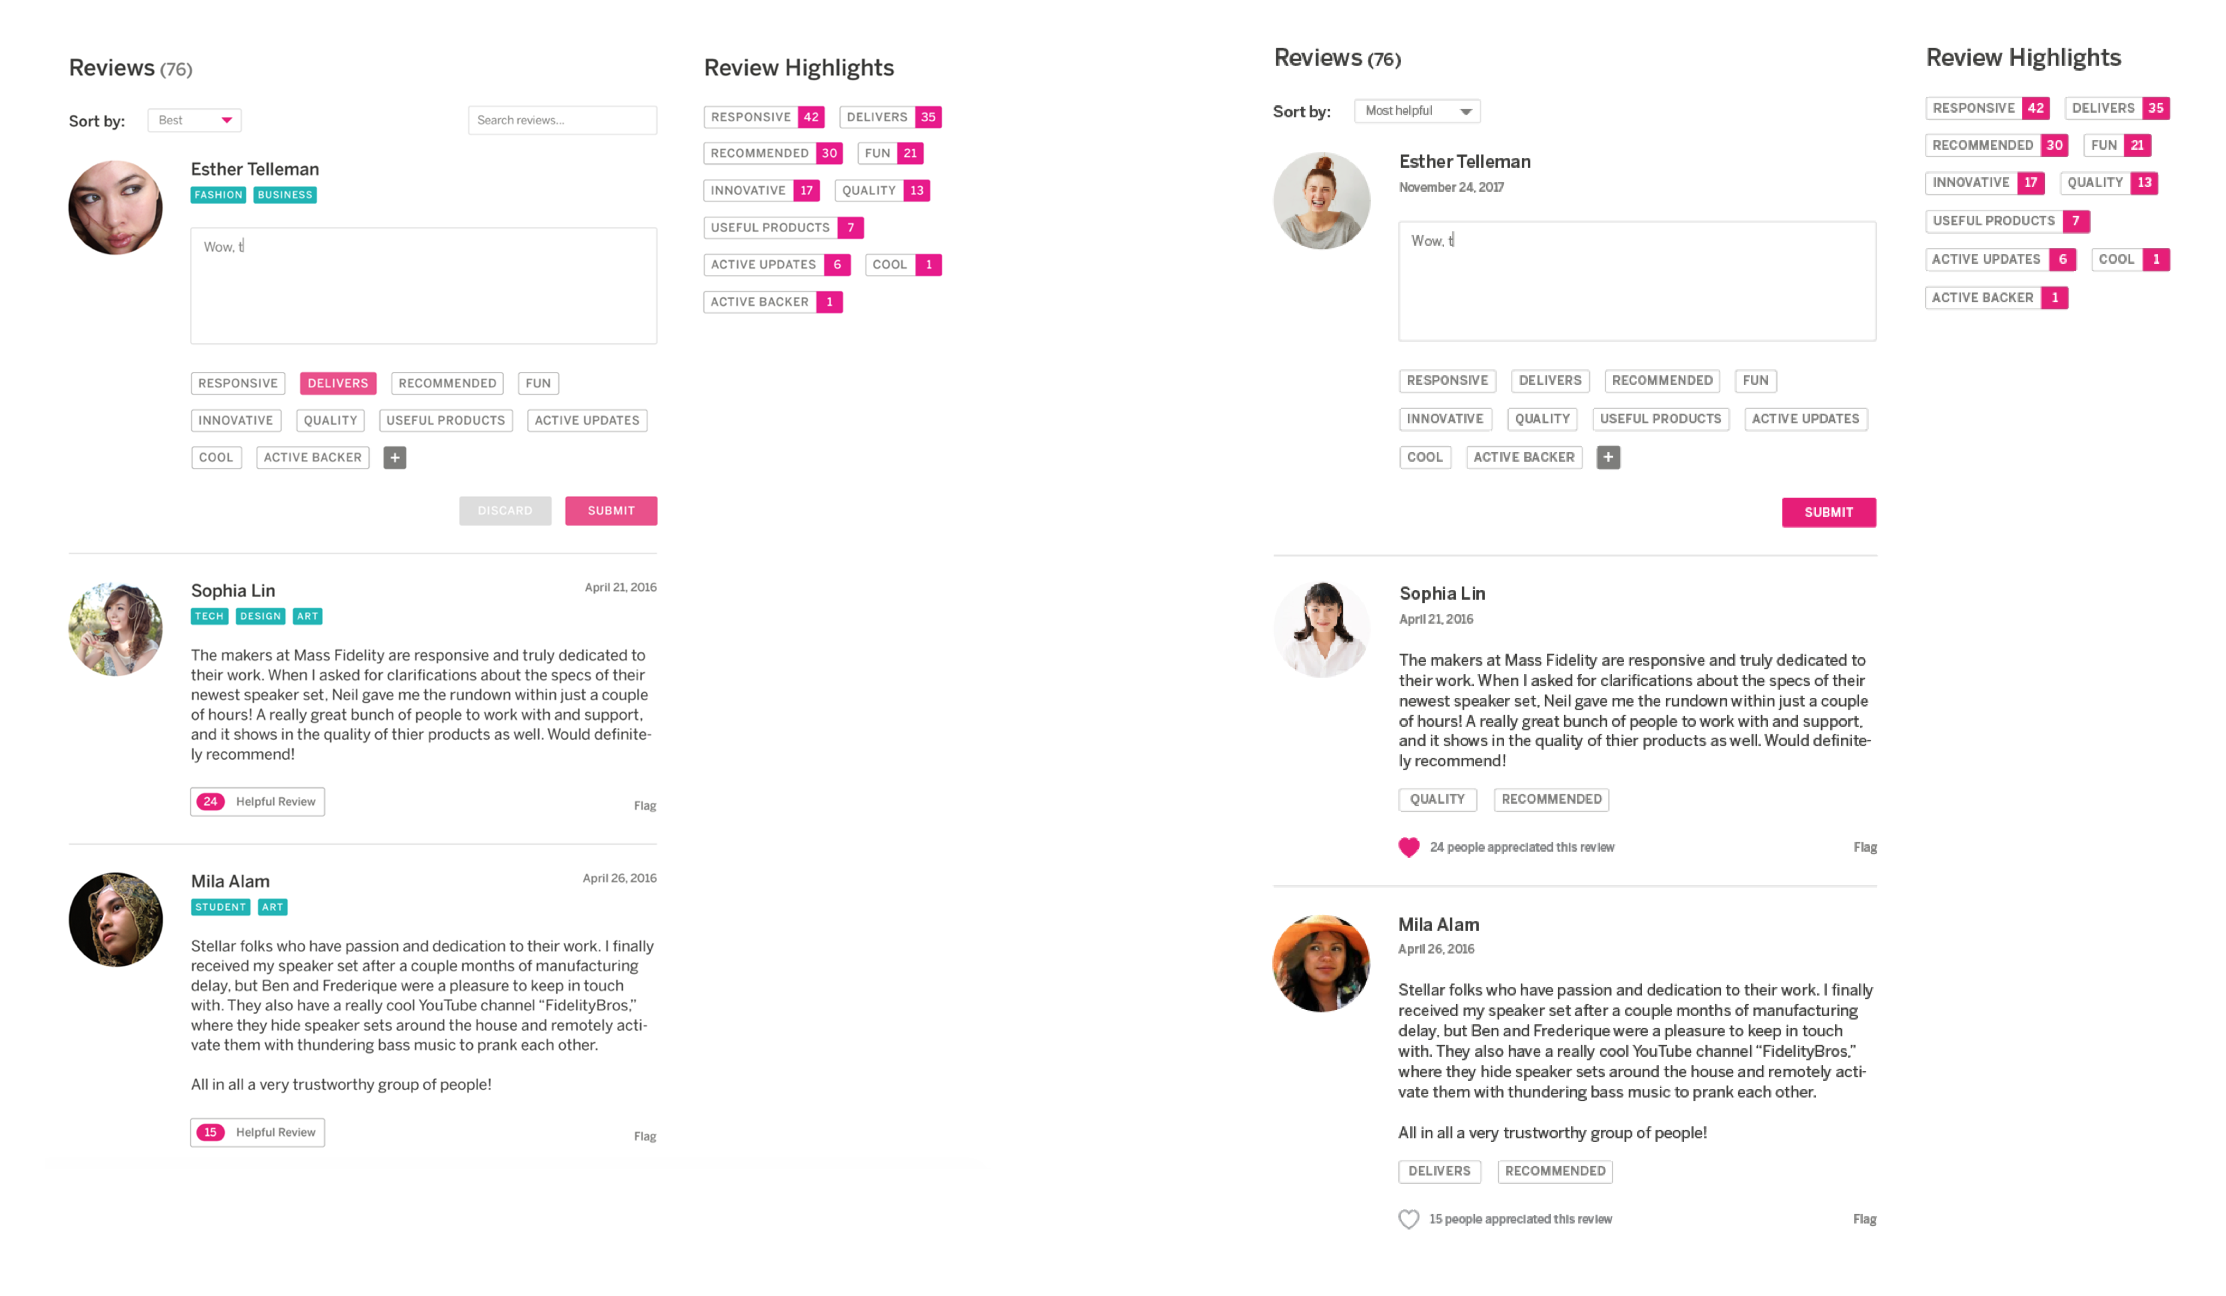 Reviews (76)
Sort by: Best
Search reviews...
Esther Telleman
FASHION BUSINESS
Wow, t
RESPONSIVE DELIVERS RECOMMENDED FUN
INNOVATIVE QUALITY USEFUL PRODUCTS ACTIVE UPDATES
COOL ACTIVE BACKER +
DISCARD SUBMIT
Sophia Lin
April 21, 2016
TECH DESIGN ART
The makers at Mass Fidelity are responsive and truly dedicated to
their work. When I asked for clarifications about the specs of their
newest speaker set, Neil gave me the rundown within just a couple
of hours! A really great bunch of people to work with and support,
and it shows in the quality of thier products as well. Would definite-
ly recommend!
24 Helpful Review
Flag
Mila Alam
April 26, 2016
STUDENT ART
Stellar folks who have passion and dedication to their work. I finally
received my speaker set after a couple months of manufacturing
delay, but Ben and Frederique were a pleasure to keep in touch
with. They also have a really cool YouTube channel “FidelityBros,”
where they hide speaker sets around the house and remotely acti-
vate them with thundering bass music to prank each other.
All in all a very trustworthy group of people!
15 Helpful Review
Flag
Review Highlights
RESPONSIVE 42 DELIVERS 35
RECOMMENDED 30 FUN 21
INNOVATIVE 17 QUALITY 13
USEFUL PRODUCTS 7
ACTIVE UPDATES 6 COOL 1
ACTIVE BACKER 1
Reviews (76)
Sort by: Most helpful
Esther Telleman
November 24, 2017
Wow, t
RESPONSIVE DELIVERS RECOMMENDED FUN
INNOVATIVE QUALITY USEFUL PRODUCTS ACTIVE UPDATES
COOL ACTIVE BACKER +
SUBMIT
Sophia Lin
April 21, 2016
The makers at Mass Fidelity are responsive and truly dedicated to
their work. When I asked for clarifications about the specs of their
newest speaker set, Neil gave me the rundown within just a couple
of hours! A really great bunch of people to work with and support,
and it shows in the quality of thier products as well. Would definite-
ly recommend!
QUALITY RECOMMENDED
24 people appreciated this review
Flag
Mila Alam
April 26, 2016
Stellar folks who have passion and dedication to their work. I finally
received my speaker set after a couple months of manufacturing
delay, but Ben and Frederique were a pleasure to keep in touch
with. They also have a really cool YouTube channel “FidelityBros,”
where they hide speaker sets around the house and remotely acti-
vate them with thundering bass music to prank each other.
All in all a very trustworthy group of people!
DELIVERS RECOMMENDED
15 people appreciated this review
Flag
Review Highlights
RESPONSIVE 42 DELIVERS 35
RECOMMENDED 30 FUN 21
INNOVATIVE 17 QUALITY 13
USEFUL PRODUCTS 7
ACTIVE UPDATES 6 COOL 1
ACTIVE BACKER 1